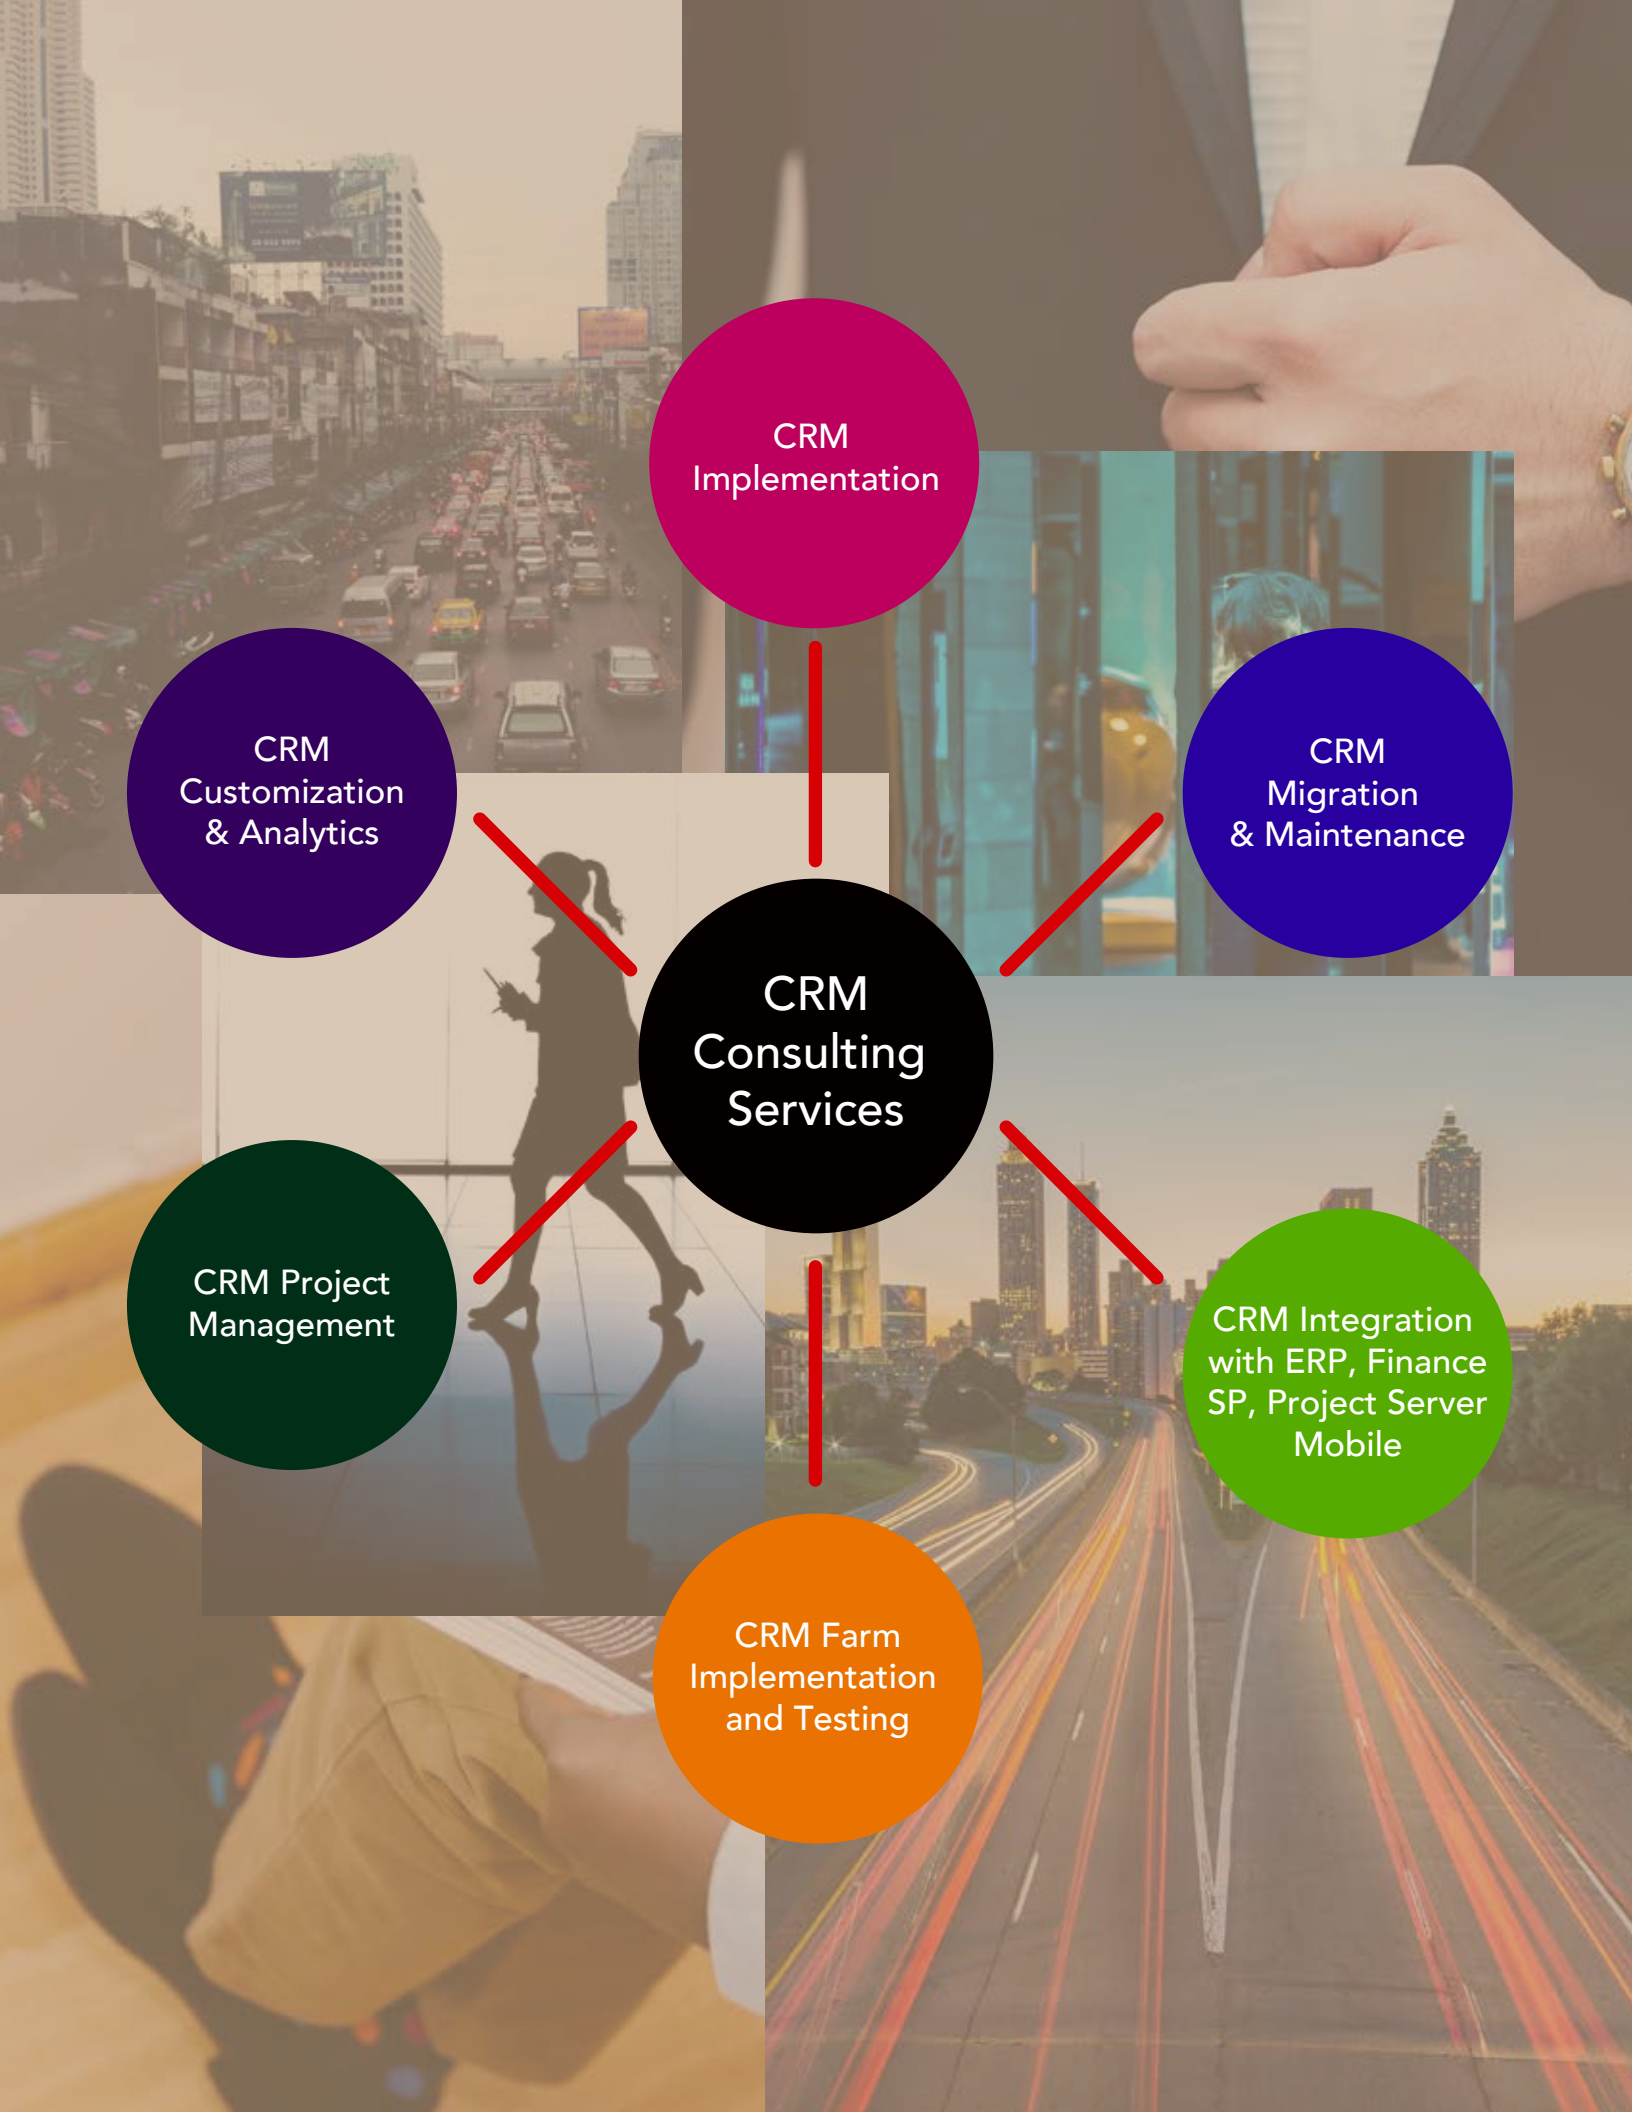 CRM
Implementation
CRM
Customization
& Analytics
CRM
Migration
& Maintenance
CRM
Consulting
Services
CRM Project
Management
CRM Integration
with ERP, Finance
SP, Project Server
Mobile
CRM Farm
Implementation
and Testing